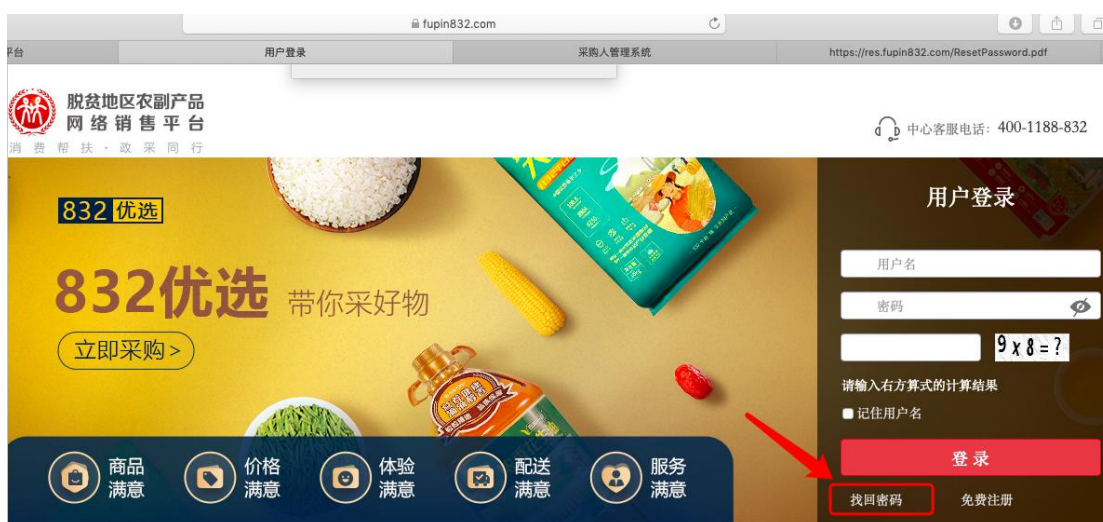 fupin832.com
平台
用户登录
采购人管理系统
https://res.fupin832.com/ResetPassword.pdf
脱贫地区农副产品
网络销售平台
消费帮扶·政采同行
中心客服电话：400-1188-832
832优选
832优选 带你采好物
立即采购>
商品满意
价格满意
体验满意
配送满意
服务满意
用户登录
用户名
密码
9x8=?
请输入右方算式的计算结果
记住用户名
登录
找回密码
免费注册